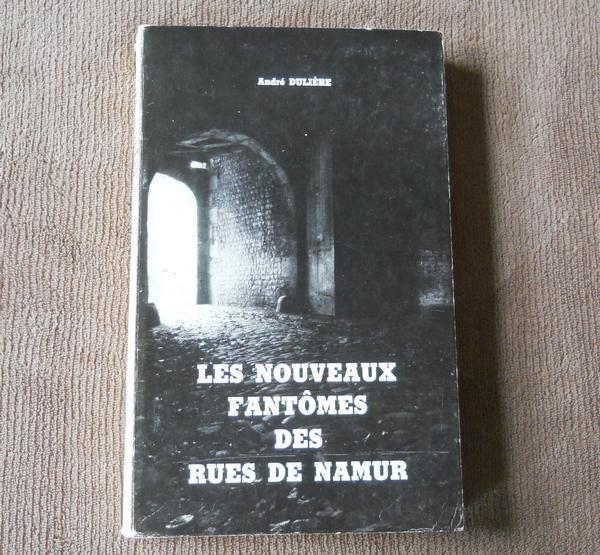 André DULIÈRE
LES NOUVEAUX
FANTÔMES
DES
RUES DE NAMUR